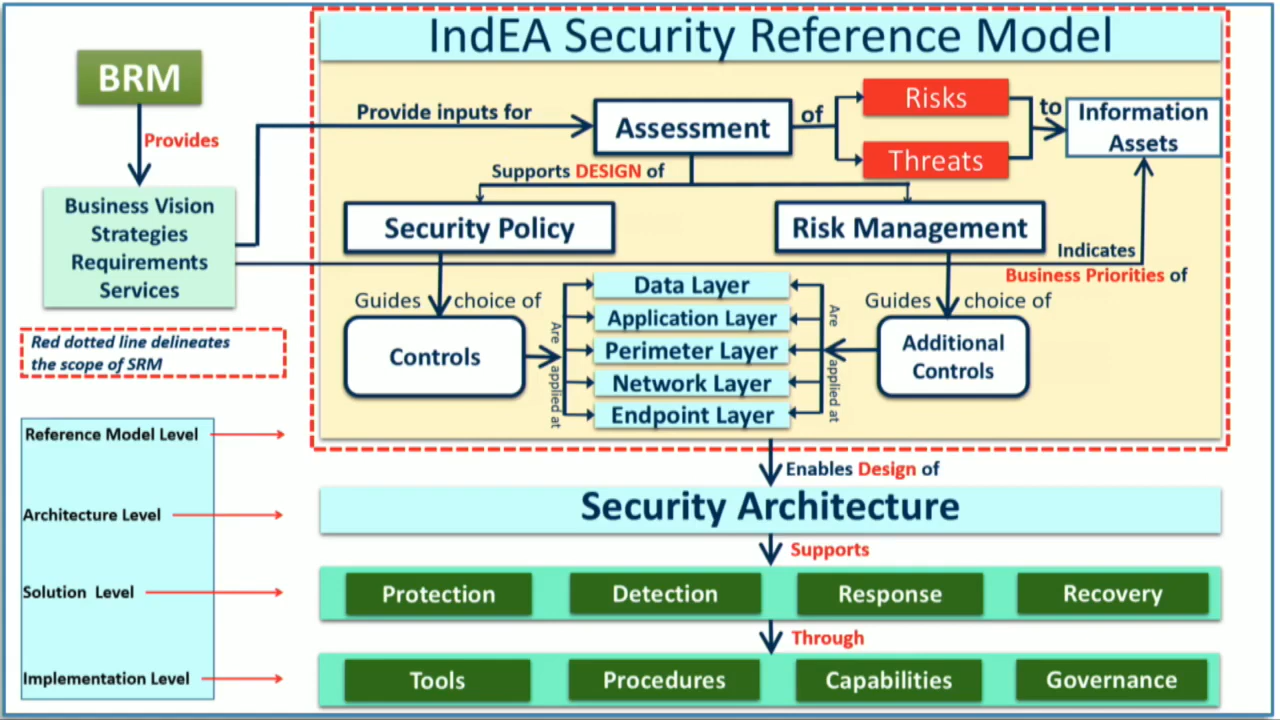 IndEA Security Reference Model
BRM
Provides
Business Vision
Strategies
Requirements
Services
Provide inputs for
Assessment
of
Risks
Threats
to
Information
Assets
Supports DESIGN of
Security Policy
Risk Management
Indicates
Business Priorities of
Guides choice of
Guides choice of
Controls
Are applied at
Data Layer
Application Layer
Perimeter Layer
Network Layer
Endpoint Layer
Are applied at
Additional
Controls
Red dotted line delineates
the scope of SRM
Reference Model Level
Enables Design of
Architecture Level
Security Architecture
Supports
Solution Level
Protection
Detection
Response
Recovery
Through
Implementation Level
Tools
Procedures
Capabilities
Governance